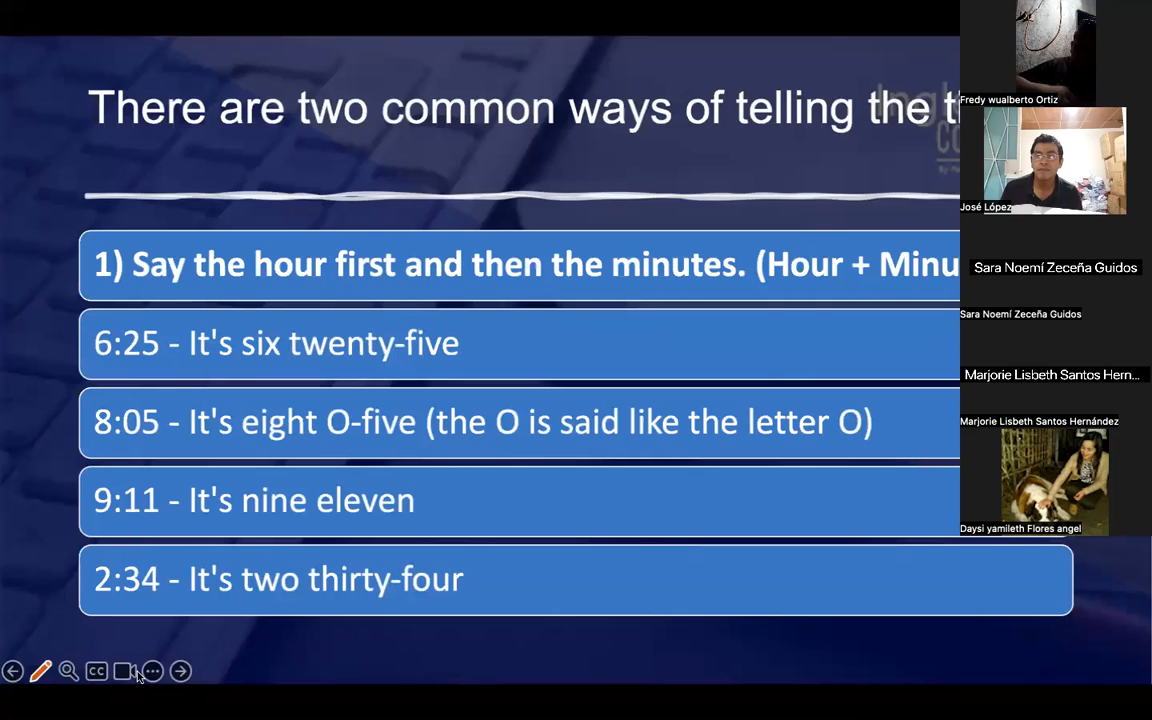 There are two common ways of telling the t
1) Say the hour first and then the minutes. (Hour + Minu
6:25 - It's six twenty-five
8:05 - It's eight O-five (the O is said like the letter O)
9:11 - It's nine eleven
2:34 - It's two thirty-four
CC
Fredy wualberto Ortiz
José López
Sara Noemí Zeceña Guidos
Sara Noemí Zeceña Guidos
Marjorie Lisbeth Santos Hern...
Marjorie Lisbeth Santos Hernández
Daysi yamileth Flores angel